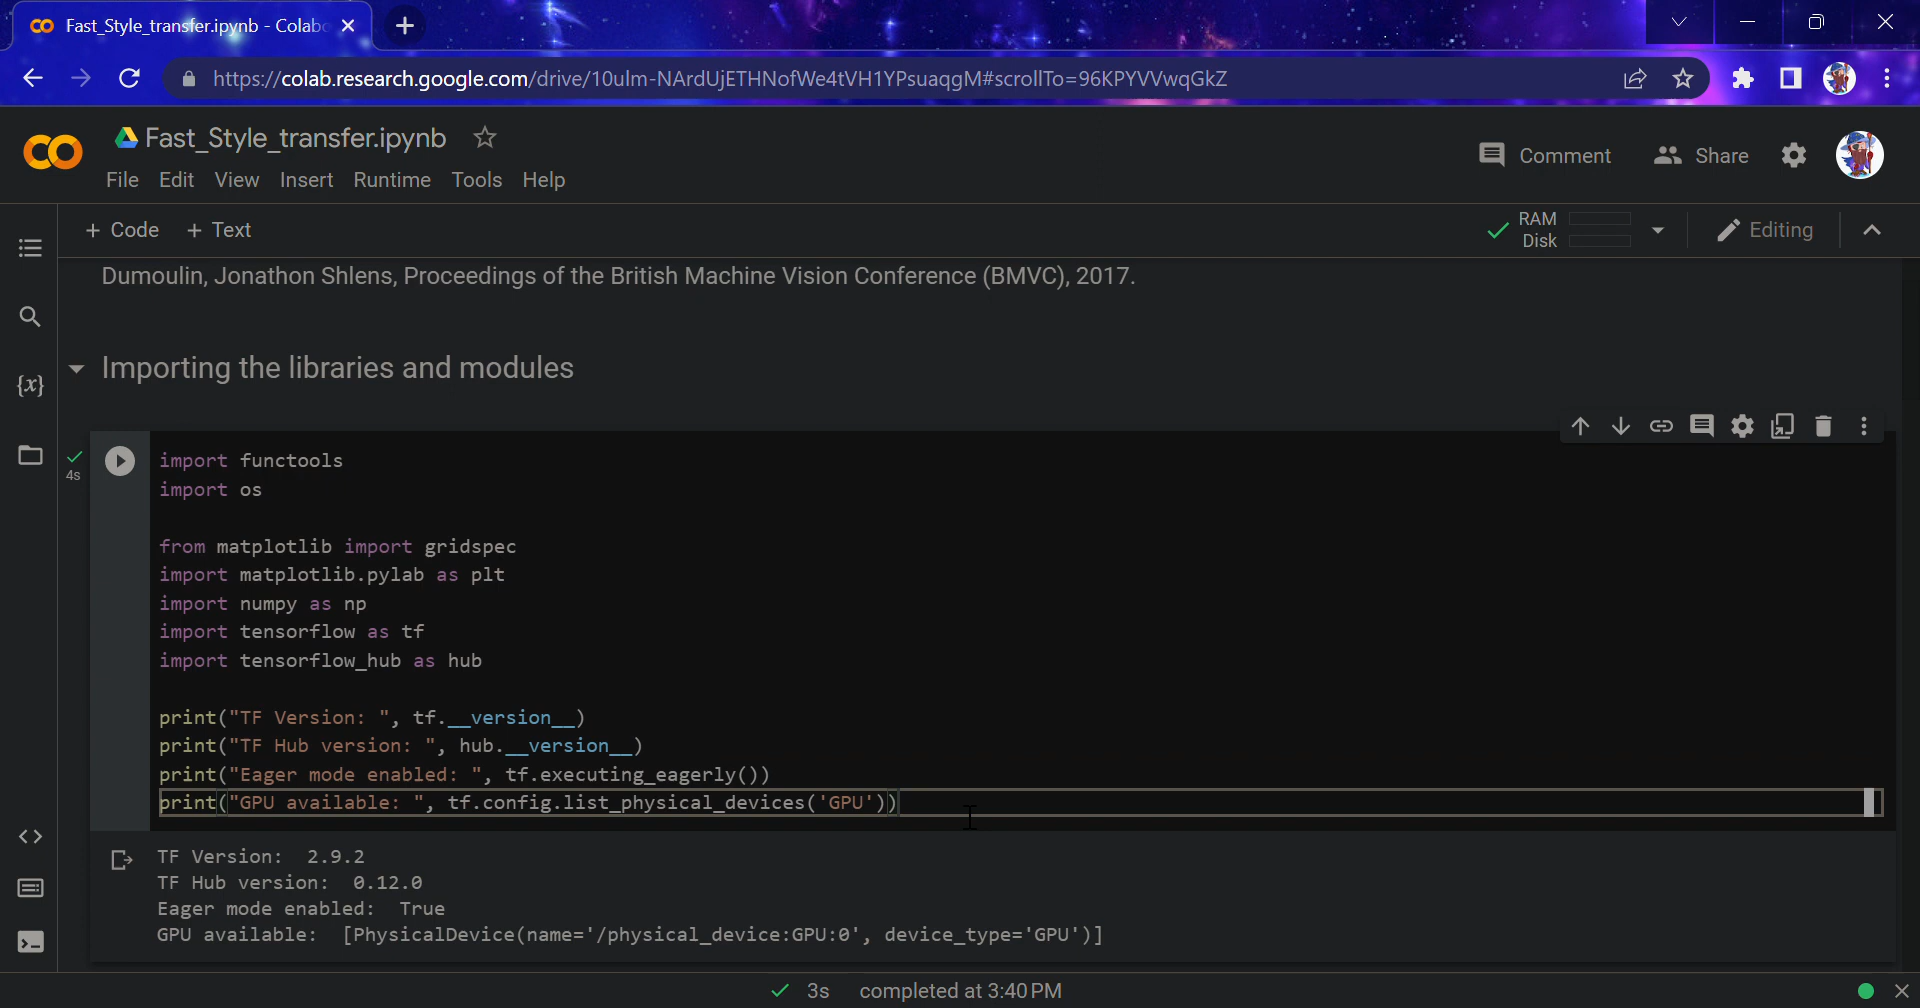 Fast_Style_transfer.ipynb - Colab
https://colab.research.google.com/drive/10ulm-NArdUjETHNofWe4tVH1YPsuaqgM#scrollTo=96KPYVVwqGkZ
Fast_Style_transfer.ipynb
Comment
Share
File Edit View Insert Runtime Tools Help
+ Code + Text
RAM
Disk
Editing
Dumoulin, Jonathon Shlens, Proceedings of the British Machine Vision Conference (BMVC), 2017.
Importing the libraries and modules
{x}
4s
import functools
import os
from matplotlib import gridspec
import matplotlib.pylab as plt
import numpy as np
import tensorflow as tf
import tensorflow_hub as hub
print("TF Version: ", tf.__version__)
print("TF Hub version: ", hub.__version__)
print("Eager mode enabled: ", tf.executing_eagerly())
print("GPU available: ", tf.config.list_physical_devices('GPU'))
TF Version:  2.9.2
TF Hub version:  0.12.0
Eager mode enabled:  True
GPU available:  [PhysicalDevice(name='/physical_device:GPU:0', device_type='GPU')]
3s completed at 3:40 PM